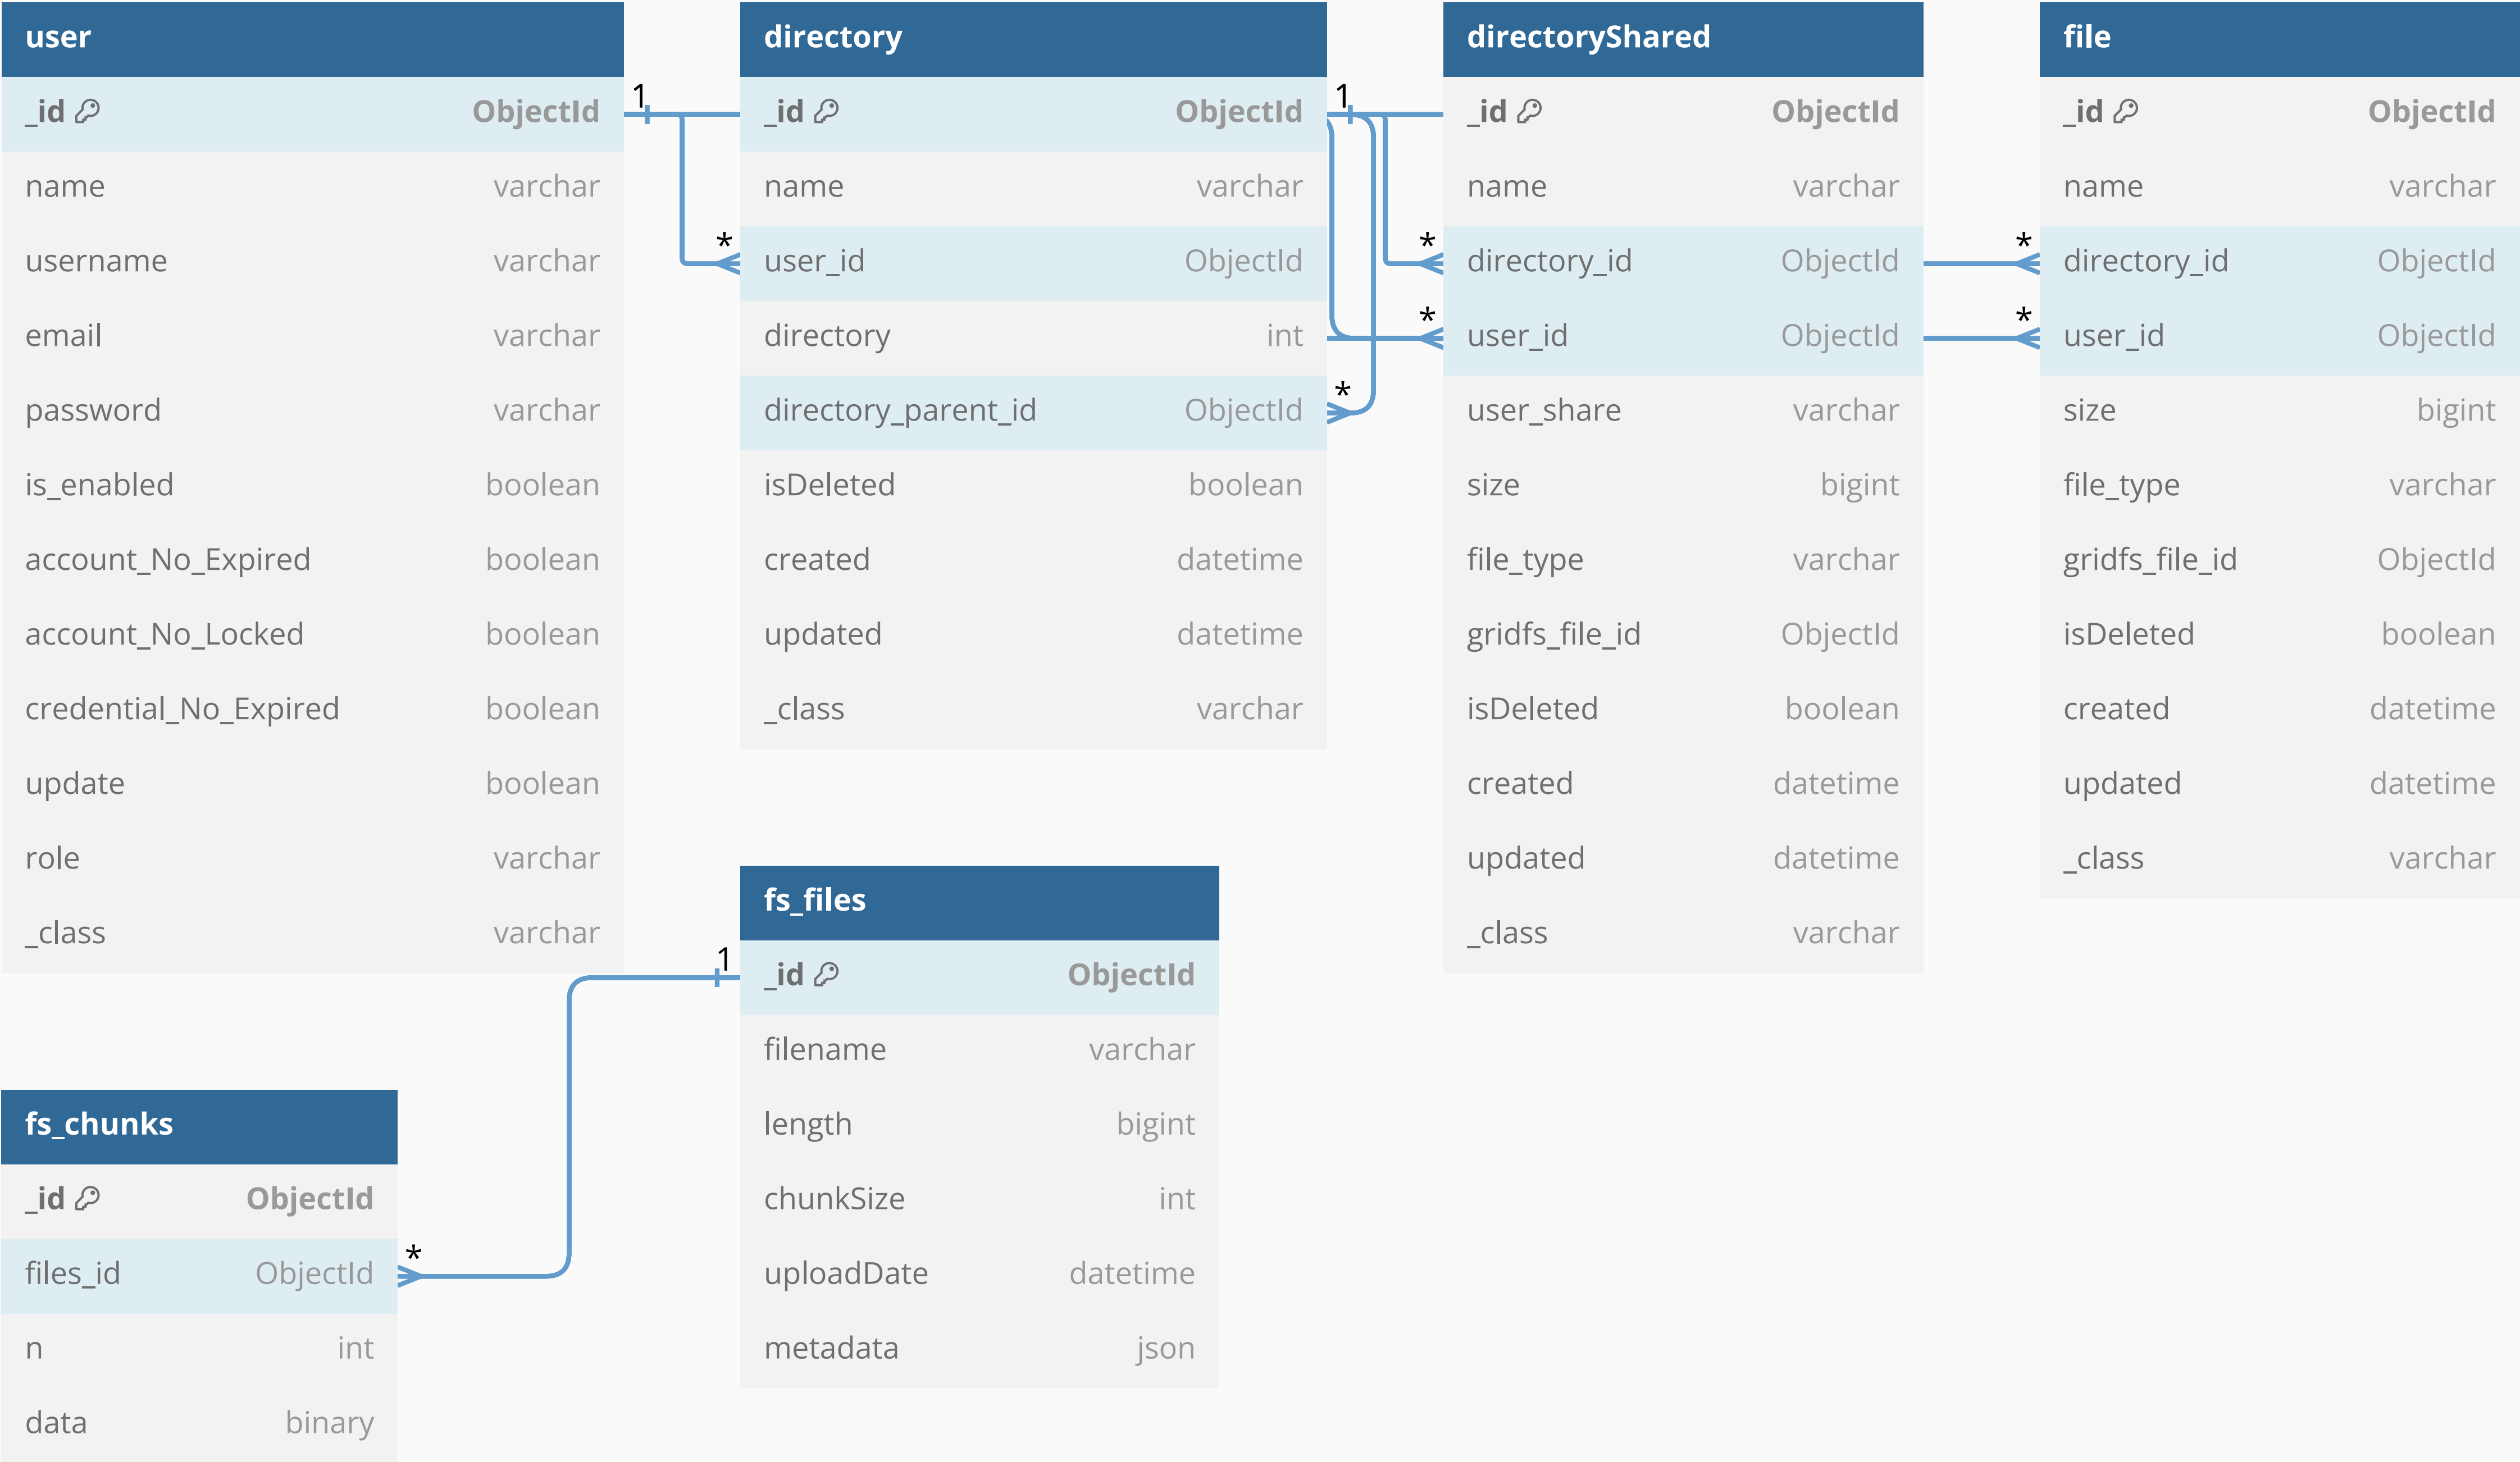 user
_id ObjectId
name varchar
username varchar
email varchar
password varchar
is_enabled boolean
account_No_Expired boolean
account_No_Locked boolean
credential_No_Expired boolean
update boolean
role varchar
_class varchar
1
*
directory
_id ObjectId
name varchar
user_id ObjectId
directory int
directory_parent_id ObjectId
isDeleted boolean
created datetime
updated datetime
_class varchar
1
*
*
*
directoryShared
_id ObjectId
name varchar
directory_id ObjectId
user_id ObjectId
user_share varchar
size bigint
file_type varchar
gridfs_file_id ObjectId
isDeleted boolean
created datetime
updated datetime
_class varchar
*
*
file
_id ObjectId
name varchar
directory_id ObjectId
user_id ObjectId
size bigint
file_type varchar
gridfs_file_id ObjectId
isDeleted boolean
created datetime
updated datetime
_class varchar
1
fs_files
_id ObjectId
filename varchar
length bigint
chunkSize int
uploadDate datetime
metadata json
fs_chunks
_id ObjectId
files_id ObjectId
n int
data binary
*